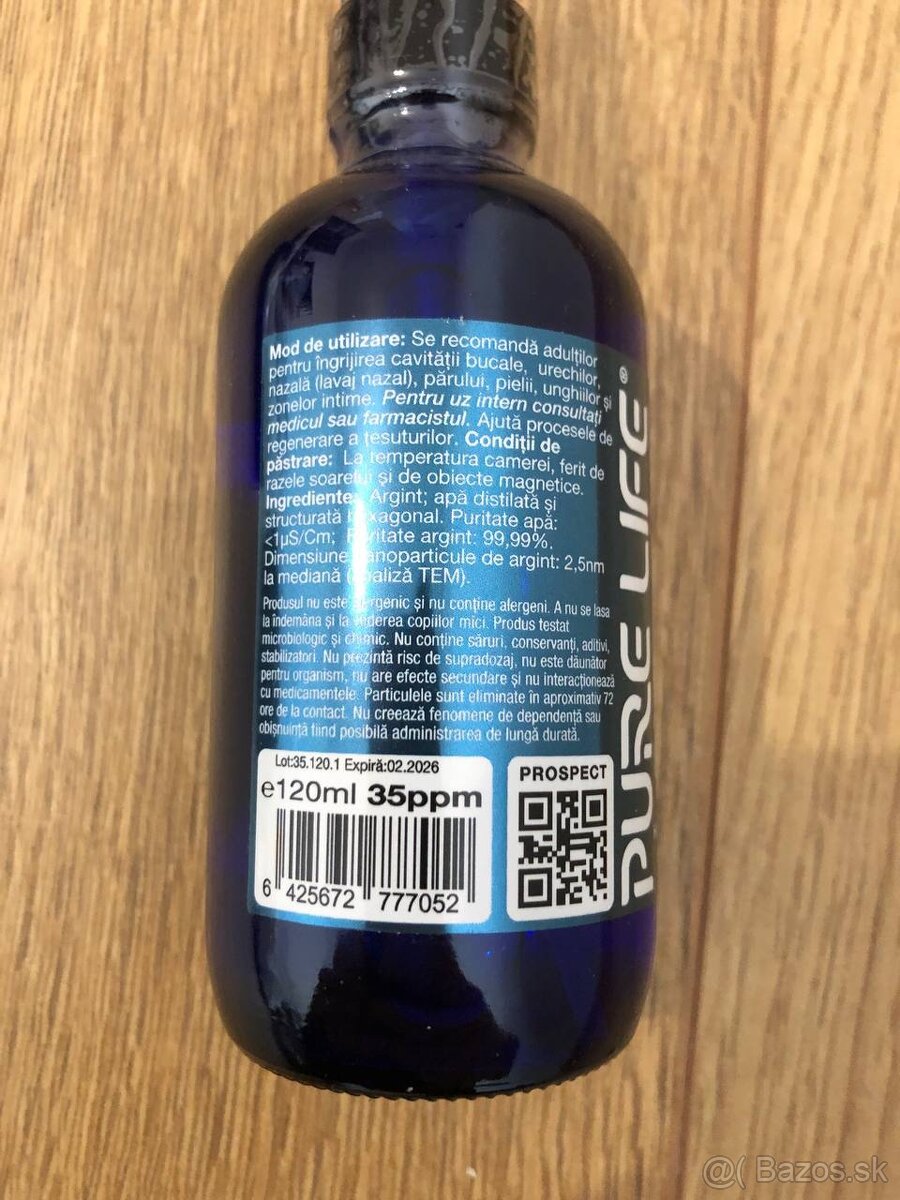 Mod de utilizare: Se recomandă adulților
pentru îngrijirea cavității bucale, urechilor,
nazală (lavaj nazal), părului, pielii, unghiilor și
zonelor intime. Pentru uz intern consultați
medicul sau farmacistul. Ajută procesele de
regenerare a țesuturilor. Condiții de
păstrare: La temperatura camerei, ferit de
razele soarelui și de obiecte magnetice.
Ingrediente: Argint; apă distilată și
structurată hexagonal. Puritate apă:
<1µS/Cm; Puritate argint: 99,99%.
Dimensiune nanoparticule de argint: 2,5nm
la mediană (analiză TEM).
Produsul nu este alergenic și nu conține alergeni. A nu se lasa
la îndemâna și la vederea copiilor mici. Produs testat
microbiologic și chimic. Nu conține săruri, conservanți, aditivi,
stabilizatori. Nu prezintă risc de supradozaj, nu este dăunător
pentru organism, nu are efecte secundare și nu interacționează
cu medicamentele. Particulele sunt eliminate în aproximativ 72
ore de la contact. Nu creează fenomene de dependență sau
obișnuință fiind posibilă administrarea de lungă durată.
Lot:35.120.1 Expiră:02.2026
e120ml 35ppm
6 425672 777052
PROSPECT
PURE LIFE®
@( Bazos.sk